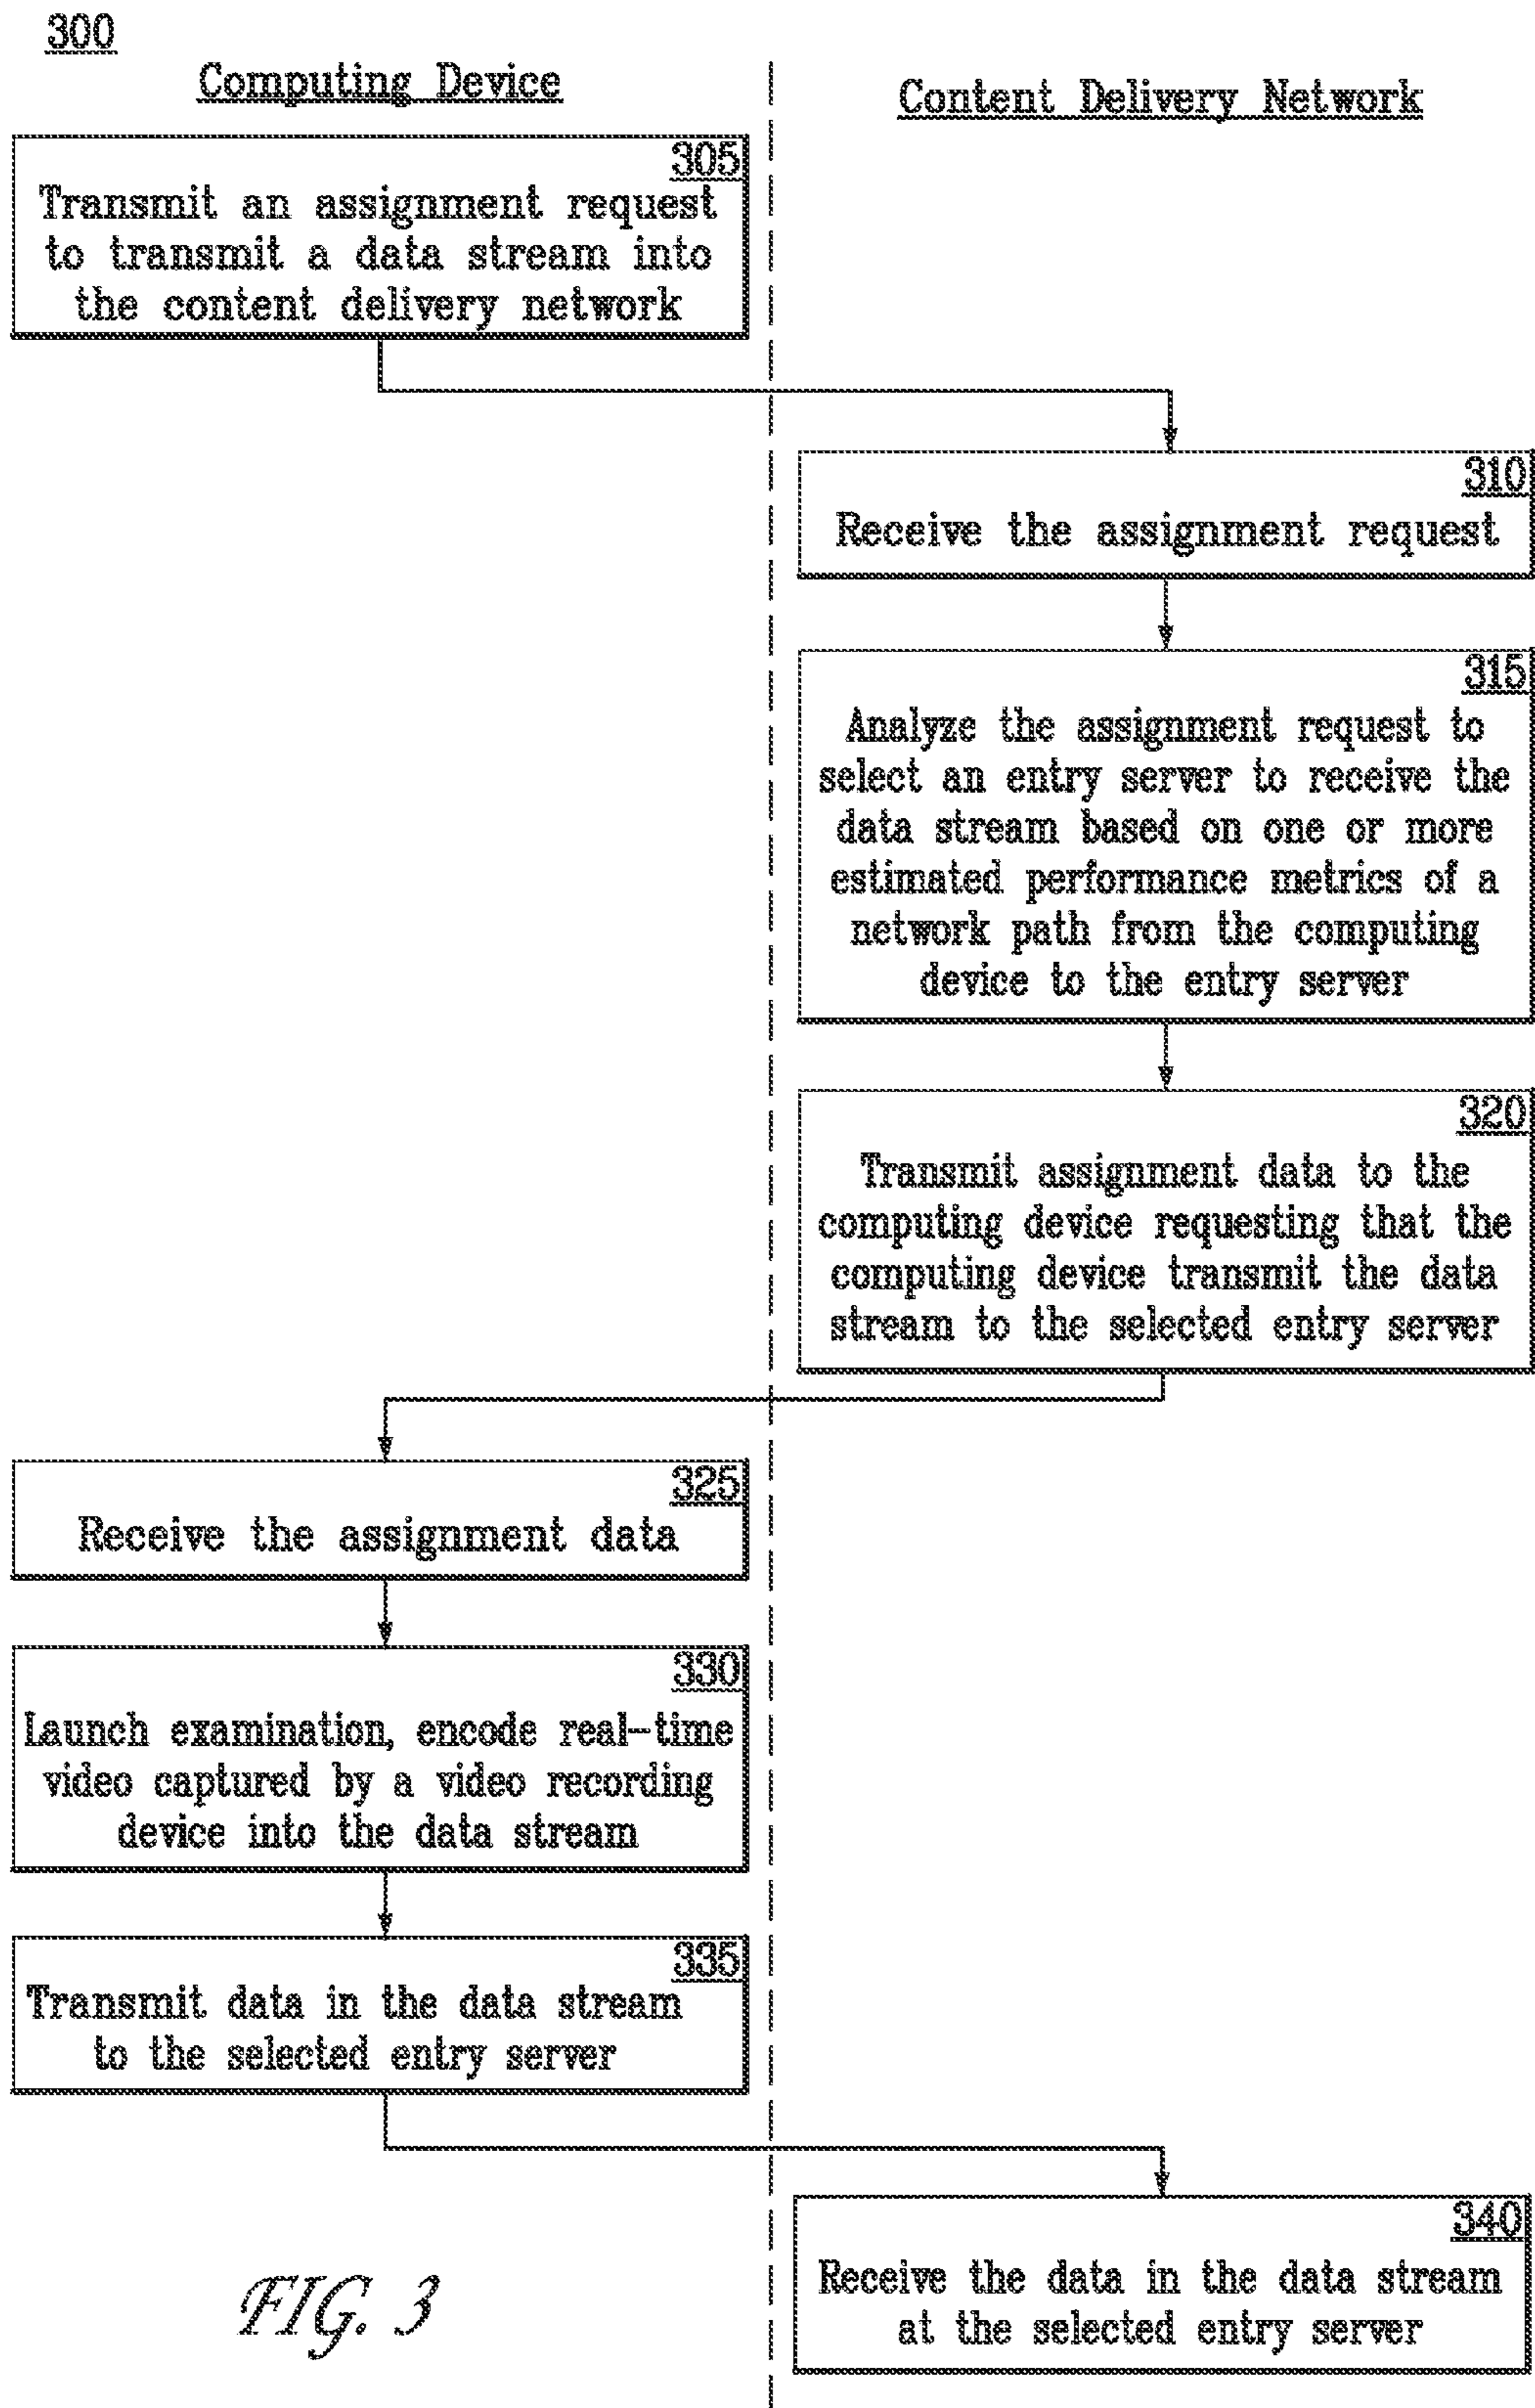 300
Computing Device
Content Delivery Network
305
Transmit an assignment request
to transmit a data stream into
the content delivery network
310
Receive the assignment request
315
Analyze the assignment request to
select an entry server to receive the
data stream based on one or more
estimated performance metrics of a
network path from the computing
device to the entry server
320
Transmit assignment data to the
computing device requesting that the
computing device transmit the data
stream to the selected entry server
325
Receive the assignment data
330
Launch examination, encode real-time
video captured by a video recording
device into the data stream
335
Transmit data in the data stream
to the selected entry server
340
Receive the data in the data stream
at the selected entry server
FIG. 3